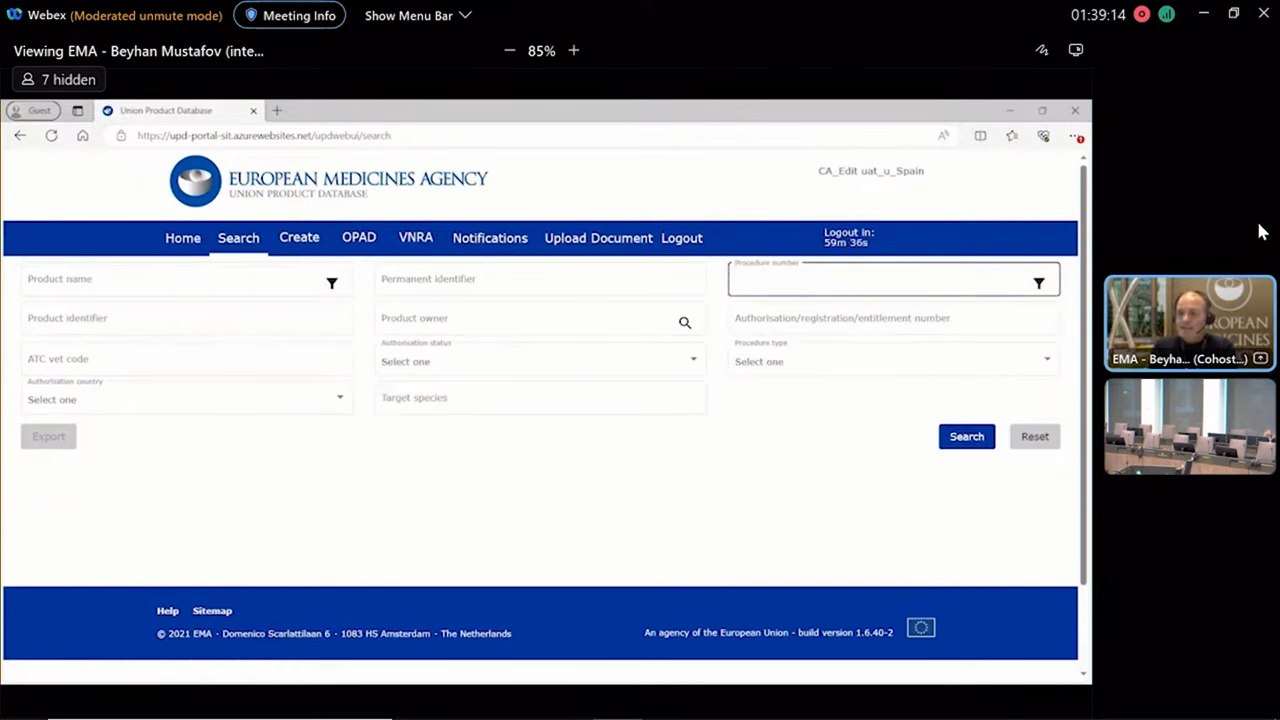 Webex (Moderated unmute mode) Meeting Info Show Menu Bar 01:39:14
Viewing EMA - Beyhan Mustafov (inte... 85%
7 hidden
Guest Union Product Database
https://upd-portal-sit.azurewebsites.net/updwebui/search
EUROPEAN MEDICINES AGENCY
UNION PRODUCT DATABASE
CA_Edit uat_u_Spain
Home Search Create OPAD VNRA Notifications Upload Document Logout
Logout in:
59m 36s
Product name
Permanent identifier
Procedure number
Product identifier
Product owner
Authorisation/registration/entitlement number
ATC vet code
Authorisation status
Select one
Procedure type
Select one
Authorisation country
Select one
Target species
Export
Search
Reset
EUROPEAN
MEDICINES
EMA - Beyha... (Cohost...)
Help Sitemap
© 2021 EMA - Domenico Scarlattilaan 6 - 1083 HS Amsterdam - The Netherlands
An agency of the European Union - build version 1.6.40-2